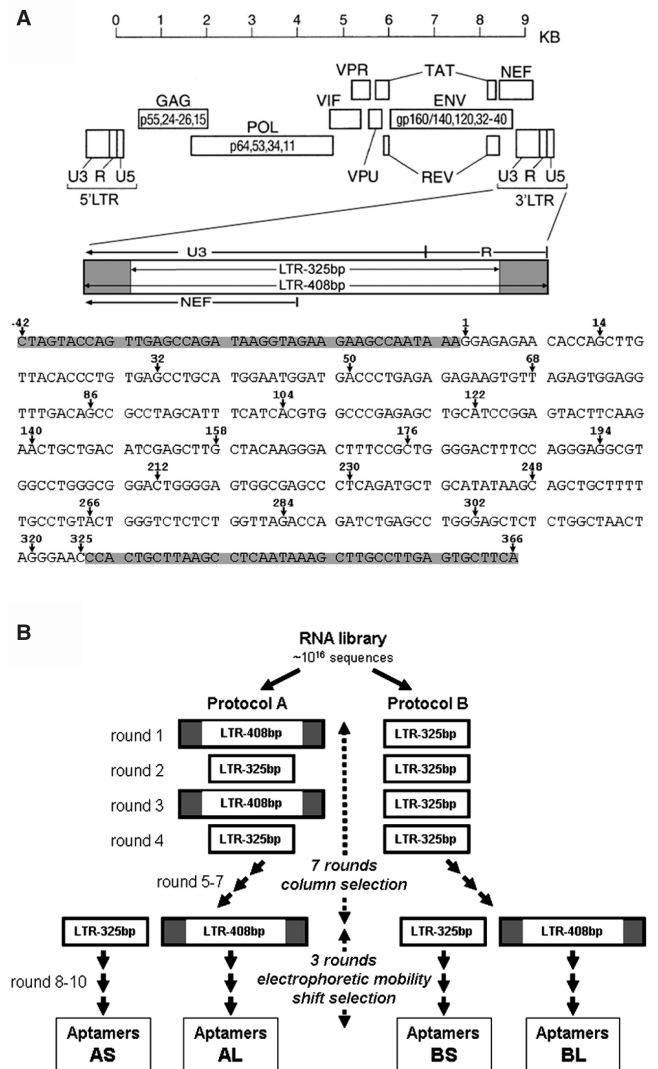 A
0 1 2 3 4 5 6 7 8 9 KB
VPR TAT NEF
GAG VIF ENV
p55,24-26,15 gp160/140,120,32-40
POL
p64,53,34,11
U3 R U5 VPU REV U3 R U5
5'LTR 3'LTR
U3 R
LTR-325bp
LTR-408bp
NEF
-42 1 14
CTAGTACCAG TTGAGCCAGA TAAGGTAGAA GAAGCCAATA AAGGAGAGAA CACCAGCTTG
32 50 68
TTACACCCTG TGAGCCTGCA TGGAATGGAT GACCCTGAGA GAGAAGTGTT AGAGTGGAGG
86 104 122
TTTGACAGCC GCCTAGCATT TCATCACGTG GCCCGAGAGC TGCATCCGGA GTACTTCAAG
140 158 176 194
AACTGCTGAC ATCGAGCTTG CTACAAGGGA CTTTCCGCTG GGGACTTTCC AGGGAGGCGT
212 230 248
GGCCTGGGCG GGACTGGGGA GTGGCGAGCC CTCAGATGCT GCATATAAGC AGCTGCTTTT
266 284 302
TGCCTGTACT GGGTCTCTCT GGTTAGACCA GATCTGAGCC TGGGAGCTCT CTGGCTAACT
320 325 366
AGGGAACCCA CTGCTTAAGC CTCAATAAAG CTTGCCTTGA GTGCTTCA
B
RNA library
~10¹⁶ sequences
Protocol A Protocol B
round 1 LTR-408bp LTR-325bp
round 2 LTR-325bp LTR-325bp
round 3 LTR-408bp LTR-325bp
round 4 LTR-325bp LTR-325bp
7 rounds
round 5-7 column selection
LTR-325bp LTR-408bp LTR-325bp LTR-408bp
3 rounds
round 8-10 electrophoretic mobility
shift selection
Aptamers Aptamers Aptamers Aptamers
AS AL BS BL